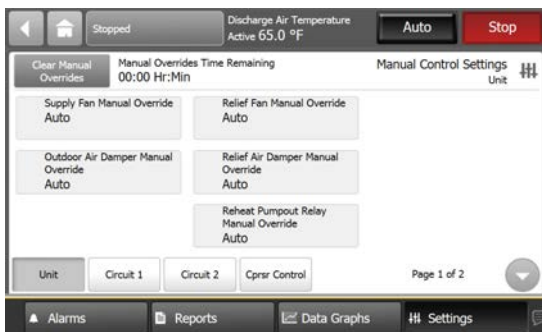 Stopped
Discharge Air Temperature
Active 65.0 °F
Auto
Stop
Clear Manual
Overrides
Manual Overrides Time Remaining
00:00 Hr:Min
Manual Control Settings
Unit
Supply Fan Manual Override
Auto
Relief Fan Manual Override
Auto
Outdoor Air Damper Manual
Override
Auto
Relief Air Damper Manual
Override
Auto
Reheat Pumpout Relay
Manual Override
Auto
Unit
Circuit 1
Circuit 2
Cprsr Control
Page 1 of 2
Alarms
Reports
Data Graphs
Settings